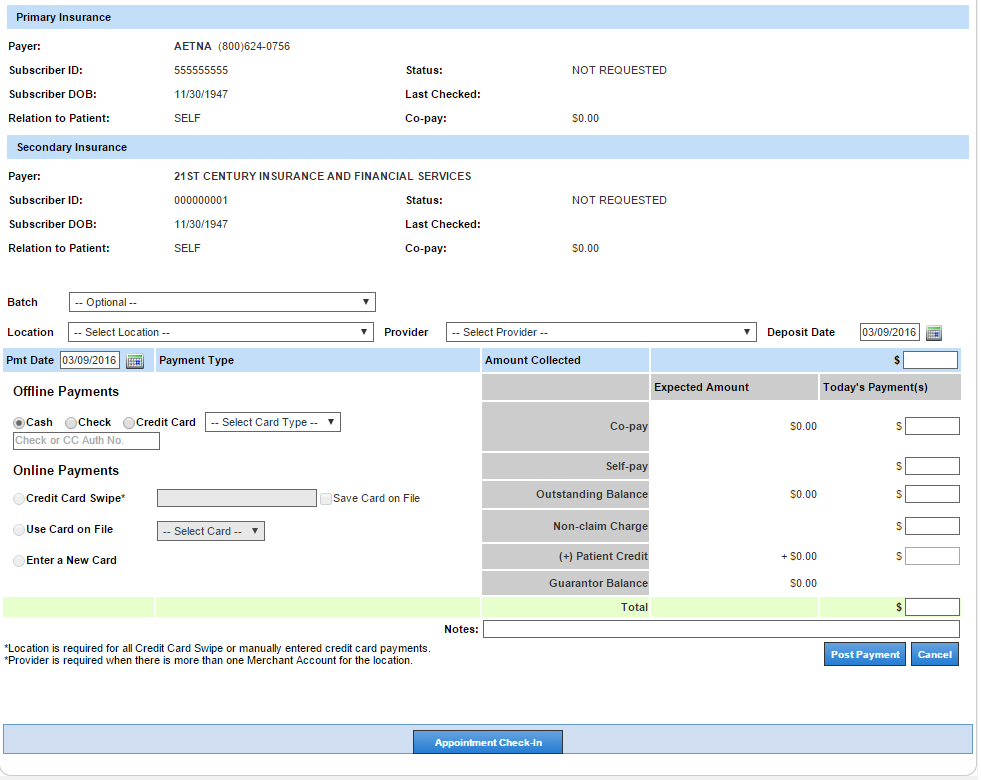 Primary Insurance
Payer: AETNA (800)624-0756
Subscriber ID: 555555555 Status: NOT REQUESTED
Subscriber DOB: 11/30/1947 Last Checked:
Relation to Patient: SELF Co-pay: $0.00
Secondary Insurance
Payer: 21ST CENTURY INSURANCE AND FINANCIAL SERVICES
Subscriber ID: 000000001 Status: NOT REQUESTED
Subscriber DOB: 11/30/1947 Last Checked:
Relation to Patient: SELF Co-pay: $0.00
Batch -- Optional --
Location -- Select Location -- Provider -- Select Provider -- Deposit Date 03/09/2016
Pmt Date 03/09/2016 Payment Type Amount Collected $
Offline Payments Expected Amount Today's Payment(s)
Cash Check Credit Card -- Select Card Type -- Co-pay $0.00 $
Check or CC Auth No.
Online Payments Self-pay $
Credit Card Swipe* Save Card on File Outstanding Balance $0.00 $
Use Card on File -- Select Card -- Non-claim Charge $
Enter a New Card (+) Patient Credit + $0.00 $
Guarantor Balance $0.00
Total $
Notes:
*Location is required for all Credit Card Swipe or manually entered credit card payments.
*Provider is required when there is more than one Merchant Account for the location.
Post Payment Cancel
Appointment Check-In